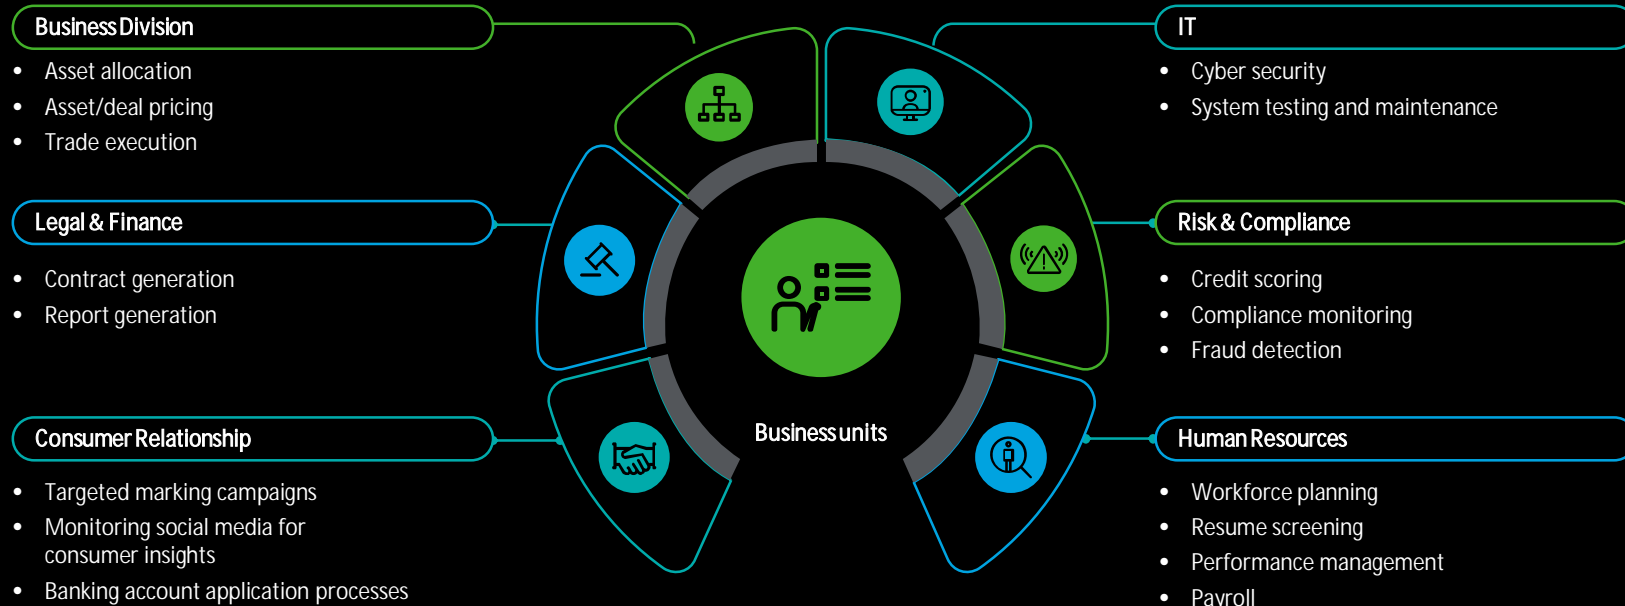 Business Division
• Asset allocation
• Asset/deal pricing
• Trade execution
Legal & Finance
• Contract generation
• Report generation
Consumer Relationship
• Targeted marking campaigns
• Monitoring social media for
consumer insights
• Banking account application processes
Business units
IT
• Cyber security
• System testing and maintenance
Risk & Compliance
• Credit scoring
• Compliance monitoring
• Fraud detection
Human Resources
• Workforce planning
• Resume screening
• Performance management
• Payroll